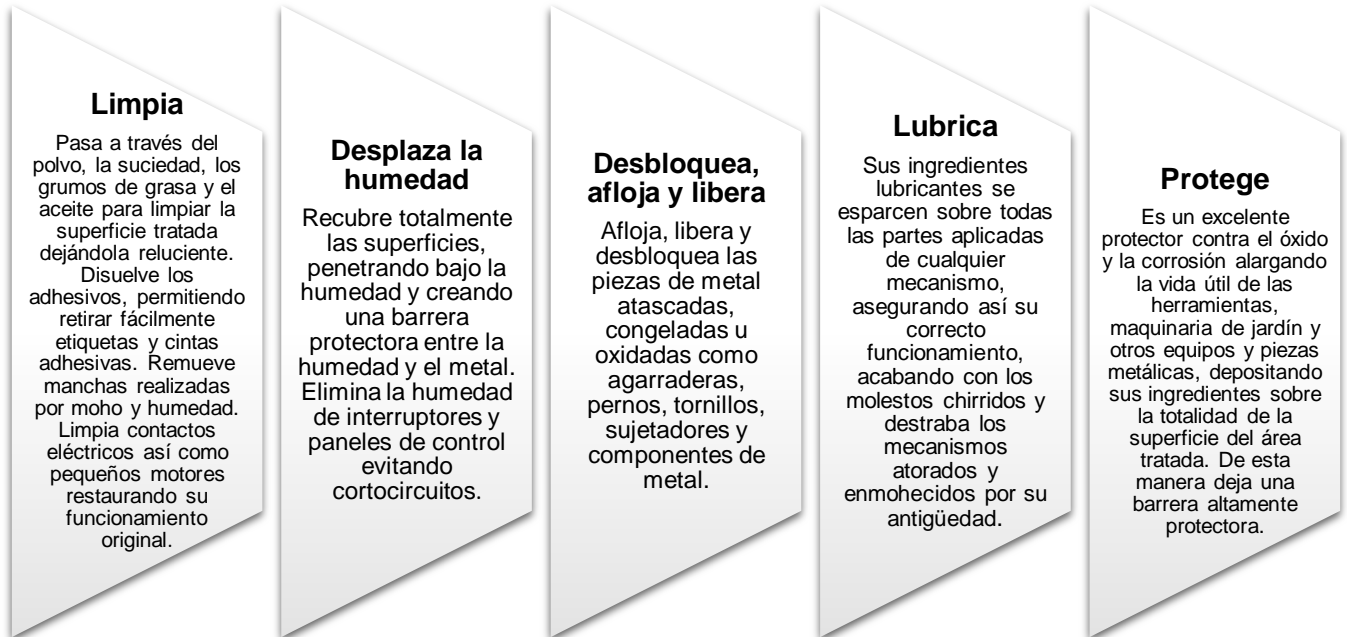 Limpia
Pasa a través del
polvo, la suciedad, los
grumos de grasa y el
aceite para limpiar la
superficie tratada
dejándola reluciente.
Disuelve los
adhesivos, permitiendo
retirar fácilmente
etiquetas y cintas
adhesivas. Remueve
manchas realizadas
por moho y humedad.
Limpia contactos
eléctricos así como
pequeños motores
restaurando su
funcionamiento
original.
Desplaza la
humedad
Recubre totalmente
las superficies,
penetrando bajo la
humedad y creando
una barrera
protectora entre la
humedad y el metal.
Elimina la humedad
de interruptores y
paneles de control
evitando
cortocircuitos.
Desbloquea,
afloja y libera
Afloja, libera y
desbloquea las
piezas de metal
atascadas,
congeladas u
oxidadas como
agarraderas,
pernos, tornillos,
sujetadores y
componentes de
metal.
Lubrica
Sus ingredientes
lubricantes se
esparcen sobre todas
las partes aplicadas
de cualquier
mecanismo,
asegurando así su
correcto
funcionamiento,
acabando con los
molestos chirridos y
destraba los
mecanismos
atorados y
enmohecidos por su
antigüedad.
Protege
Es un excelente
protector contra el óxido
y la corrosión alargando
la vida útil de las
herramientas,
maquinaria de jardín y
otros equipos y piezas
metálicas, depositando
sus ingredientes sobre
la totalidad de la
superficie del área
tratada. De esta
manera deja una
barrera altamente
protectora.